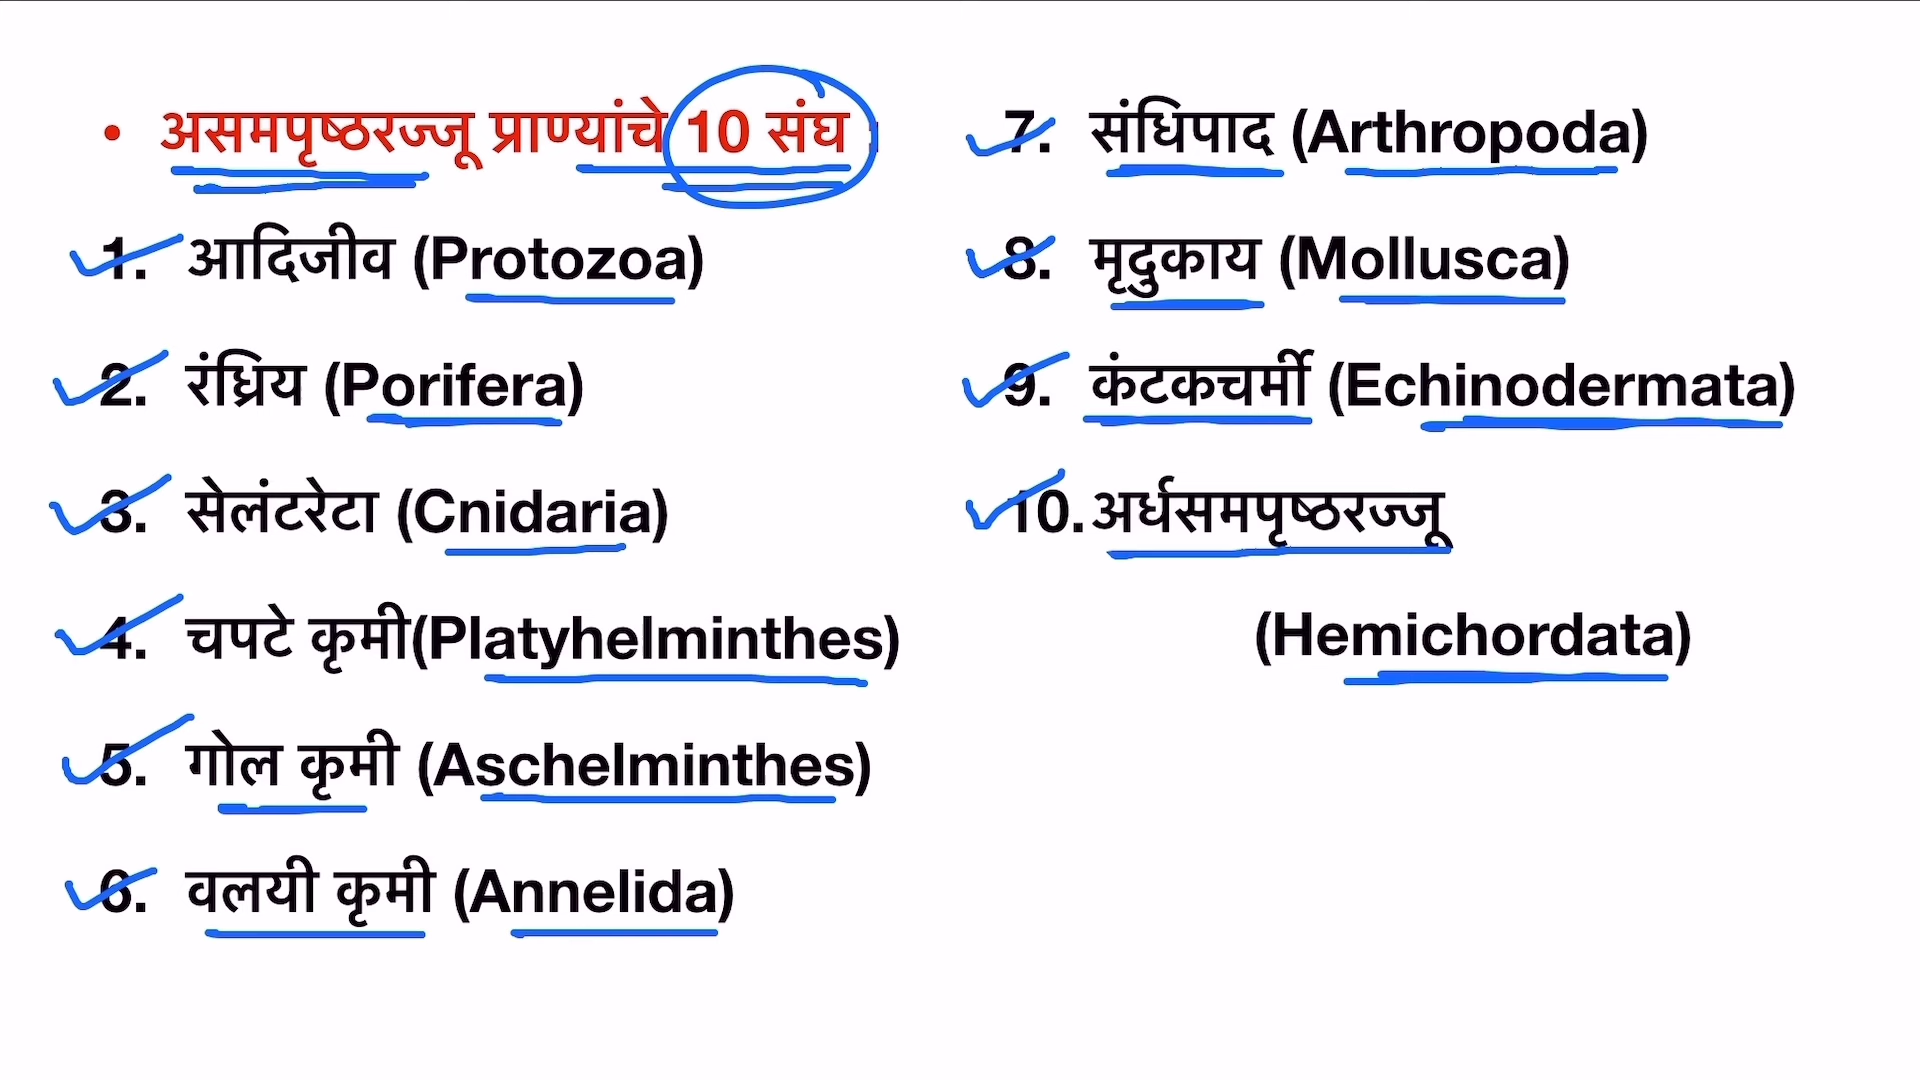 • असमपृष्ठरज्जू प्राण्यांचे 10 संघ
1. आदिजीव (Protozoa)
2. रंध्रिय (Porifera)
3. सेलंटरेटा (Cnidaria)
4. चपटे कृमी(Platyhelminthes)
5. गोल कृमी (Aschelminthes)
6. वलयी कृमी (Annelida)
7. संधिपाद (Arthropoda)
8. मृदुकाय (Mollusca)
9. कंटकचर्मी (Echinodermata)
10. अर्धसमपृष्ठरज्जू
(Hemichordata)